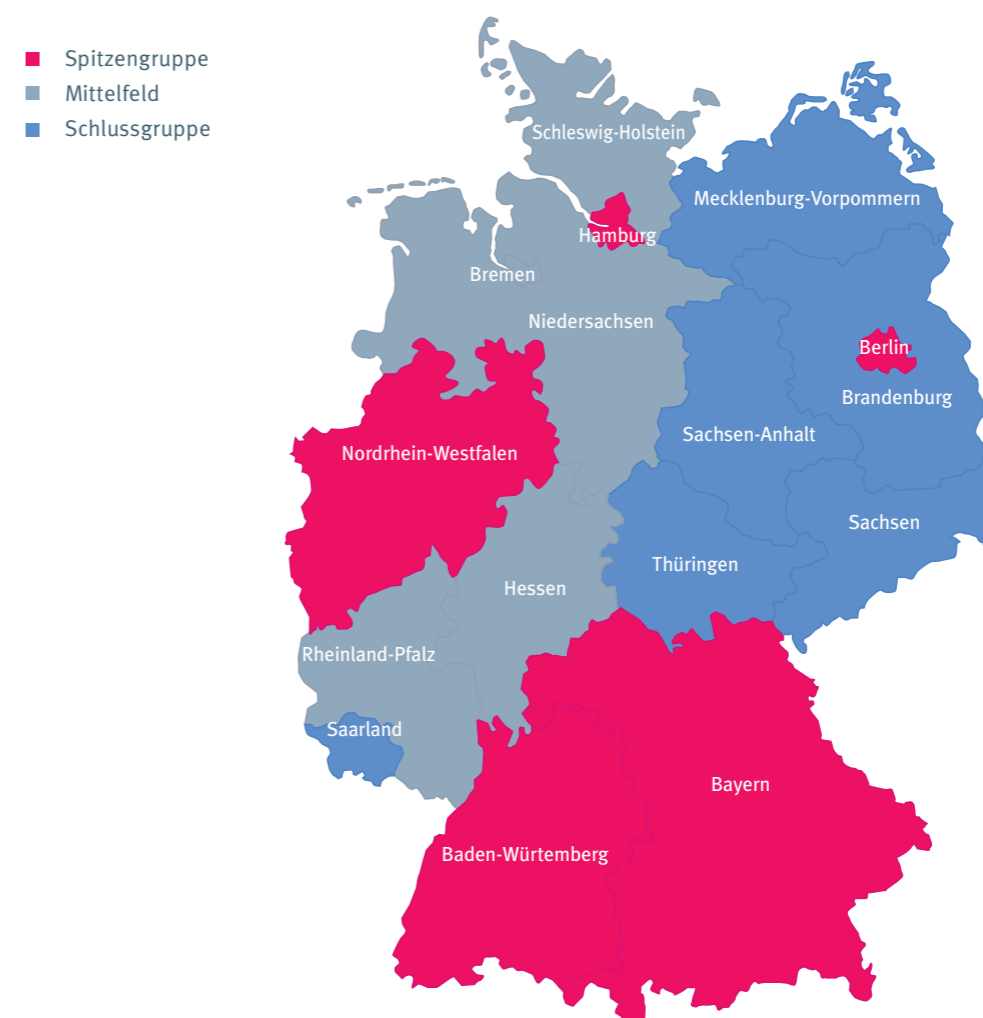 Spitzengruppe
Mittelfeld
Schlussgruppe
Schleswig-Holstein
Mecklenburg-Vorpommern
Hamburg
Bremen
Niedersachsen
Berlin
Brandenburg
Sachsen-Anhalt
Nordrhein-Westfalen
Sachsen
Thüringen
Hessen
Rheinland-Pfalz
Saarland
Bayern
Baden-Würtemberg